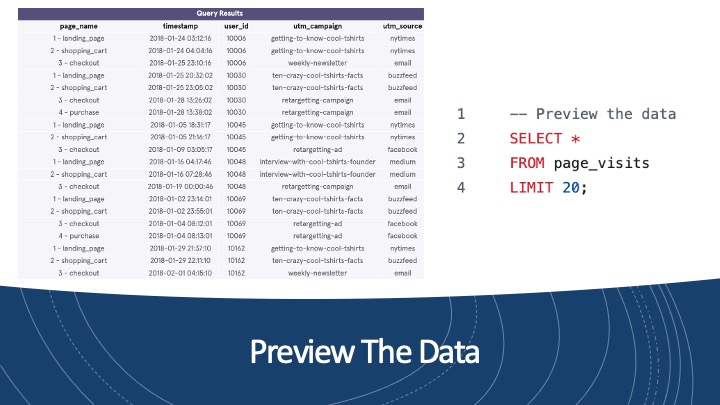 Query Results
page_name timestamp user_id utm_campaign utm_source
1 - landing_page 2018-01-24 03:12:16 10006 getting-to-know-cool-tshirts nytimes
2 - shopping_cart 2018-01-24 04:04:16 10006 getting-to-know-cool-tshirts nytimes
3 - checkout 2018-01-25 23:10:16 10006 weekly-newsletter email
1 - landing_page 2018-01-25 20:32:02 10030 ten-crazy-cool-tshirts-facts buzzfeed
2 - shopping_cart 2018-01-25 23:05:02 10030 ten-crazy-cool-tshirts-facts buzzfeed
3 - checkout 2018-01-28 13:26:02 10030 retargetting-campaign email
4 - purchase 2018-01-28 13:38:02 10030 retargetting-campaign email
1 - landing_page 2018-01-05 18:31:17 10045 getting-to-know-cool-tshirts nytimes
2 - shopping_cart 2018-01-05 21:16:17 10045 getting-to-know-cool-tshirts nytimes
3 - checkout 2018-01-09 03:05:17 10045 retargetting-ad facebook
1 - landing_page 2018-01-16 04:17:46 10048 interview-with-cool-tshirts-founder medium
2 - shopping_cart 2018-01-16 07:28:46 10048 interview-with-cool-tshirts-founder medium
3 - checkout 2018-01-19 00:00:46 10048 retargetting-campaign email
1 - landing_page 2018-01-02 23:14:01 10069 ten-crazy-cool-tshirts-facts buzzfeed
2 - shopping_cart 2018-01-02 23:55:01 10069 ten-crazy-cool-tshirts-facts buzzfeed
3 - checkout 2018-01-04 08:12:01 10069 retargetting-ad facebook
4 - purchase 2018-01-04 08:13:01 10069 retargetting-ad facebook
1 - landing_page 2018-01-29 21:37:10 10162 getting-to-know-cool-tshirts nytimes
2 - shopping_cart 2018-01-29 22:11:10 10162 ten-crazy-cool-tshirts-facts buzzfeed
3 - checkout 2018-02-01 04:15:10 10162 weekly-newsletter email
1 -- Preview the data
2 SELECT *
3 FROM page_visits
4 LIMIT 20;
Preview The Data